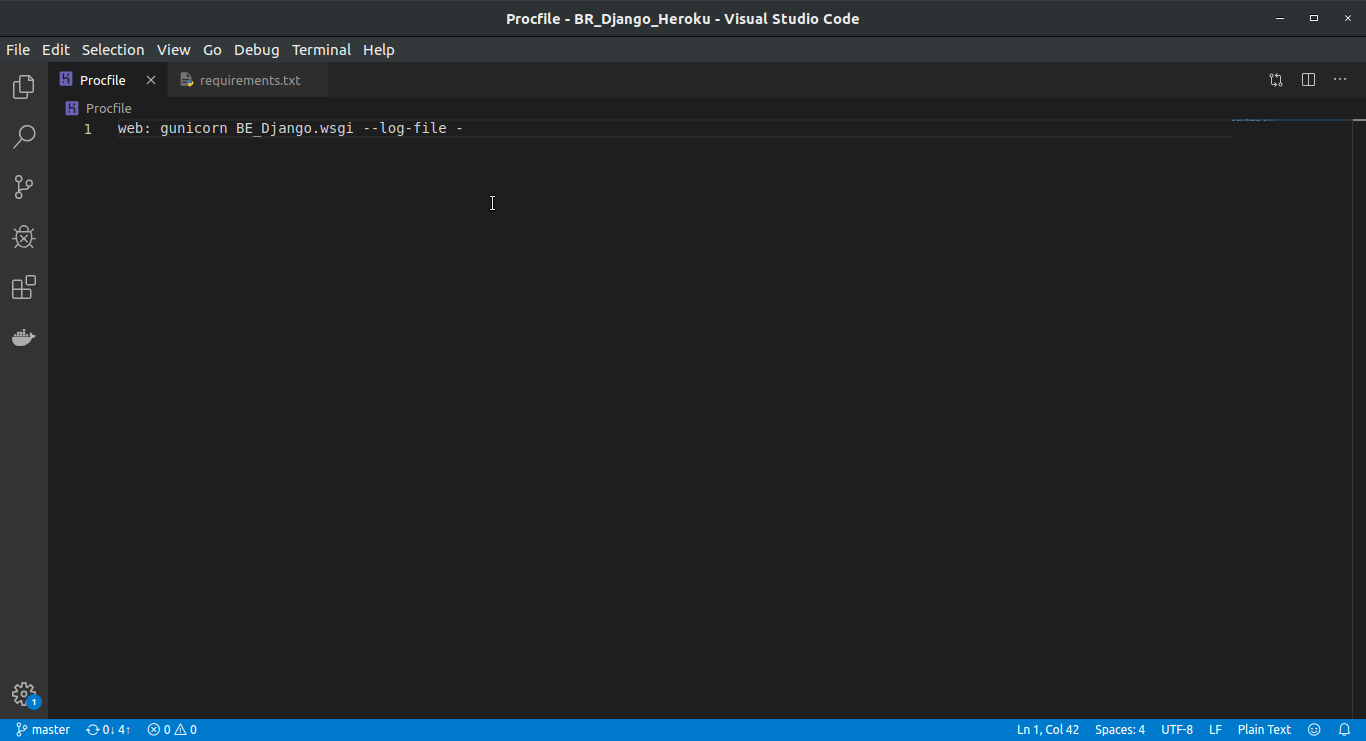 Procfile - BR_Django_Heroku - Visual Studio Code
File Edit Selection View Go Debug Terminal Help
Procfile requirements.txt
Procfile
1 web: gunicorn BE_Django.wsgi --log-file -
1
master 0↓ 4↑ 0 0 Ln 1, Col 42 Spaces: 4 UTF-8 LF Plain Text